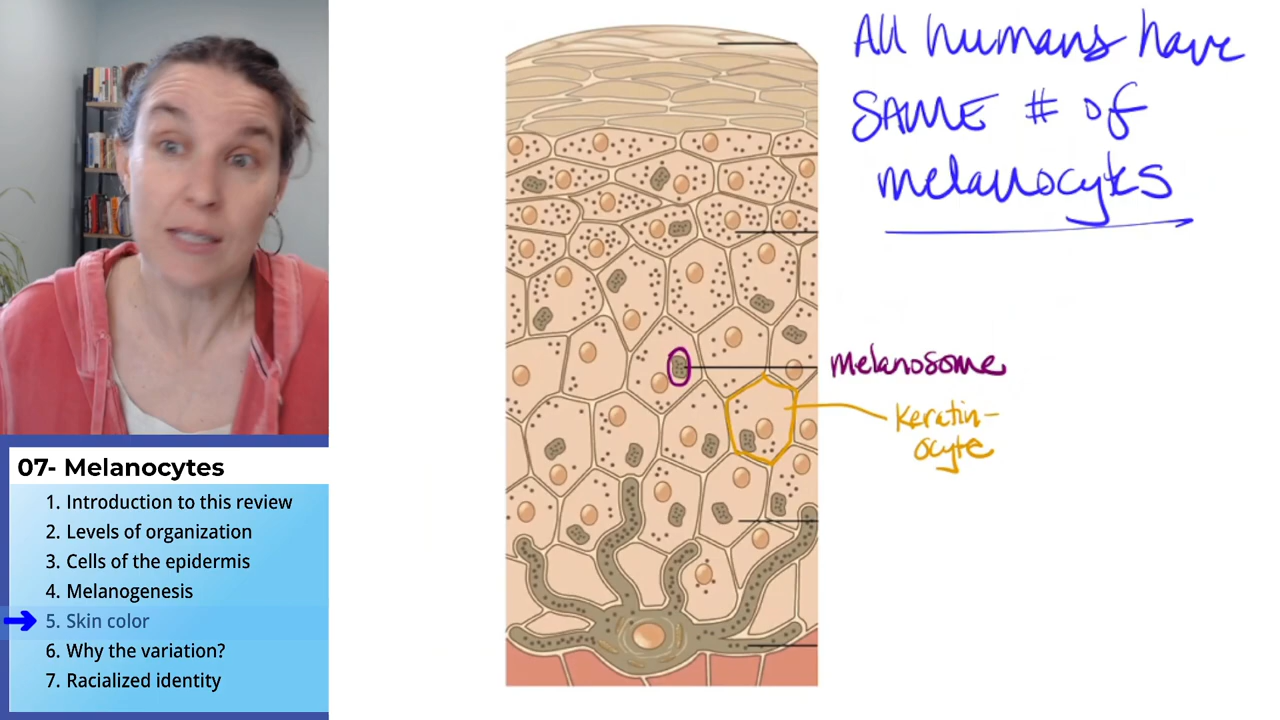 All humans have
SAME # of
melanocytes
melanosome
Keratin-
ocyte
07- Melanocytes
1. Introduction to this review
2. Levels of organization
3. Cells of the epidermis
4. Melanogenesis
5. Skin color
6. Why the variation?
7. Racialized identity